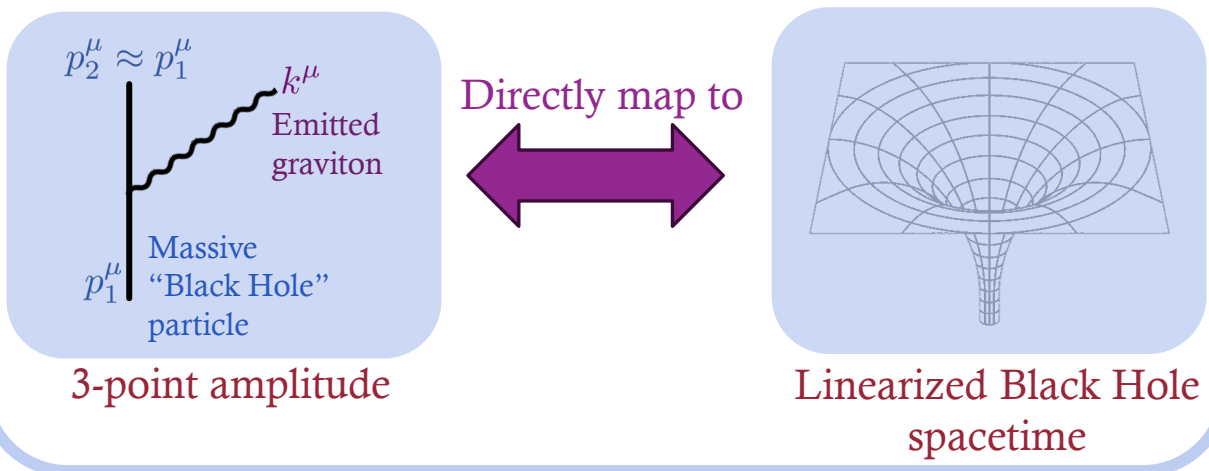 p₂^μ ≈ p₁^μ
k^μ
Emitted
graviton
p₁^μ
Massive
“Black Hole”
particle
3-point amplitude
Directly map to
Linearized Black Hole
spacetime